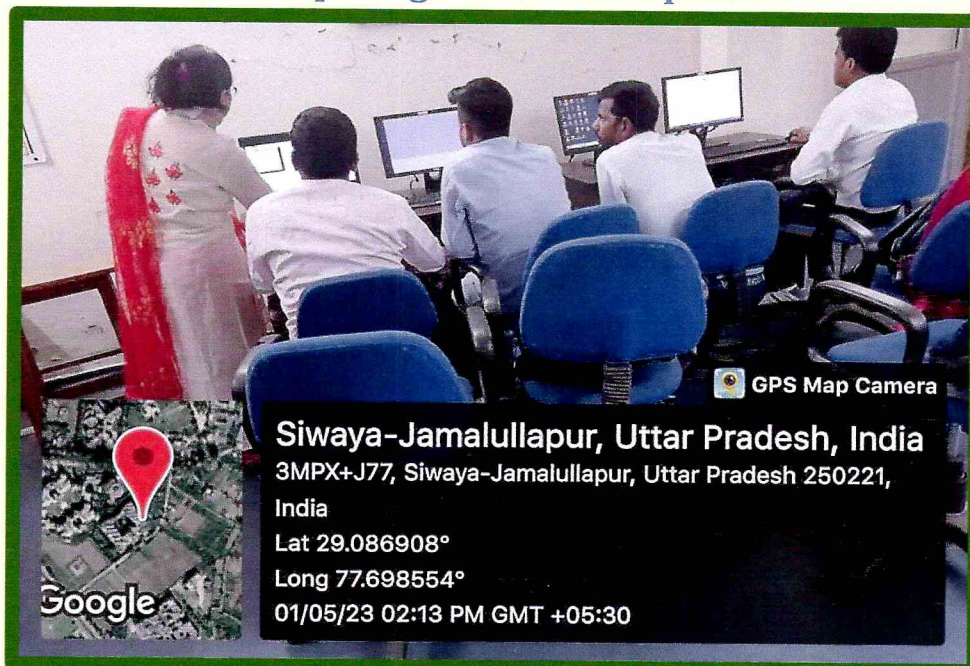 GPS Map Camera
Siwaya-Jamalullapur, Uttar Pradesh, India
3MPX+J77, Siwaya-Jamalullapur, Uttar Pradesh 250221,
India
Lat 29.086908°
Long 77.698554°
01/05/23 02:13 PM GMT +05:30
Google